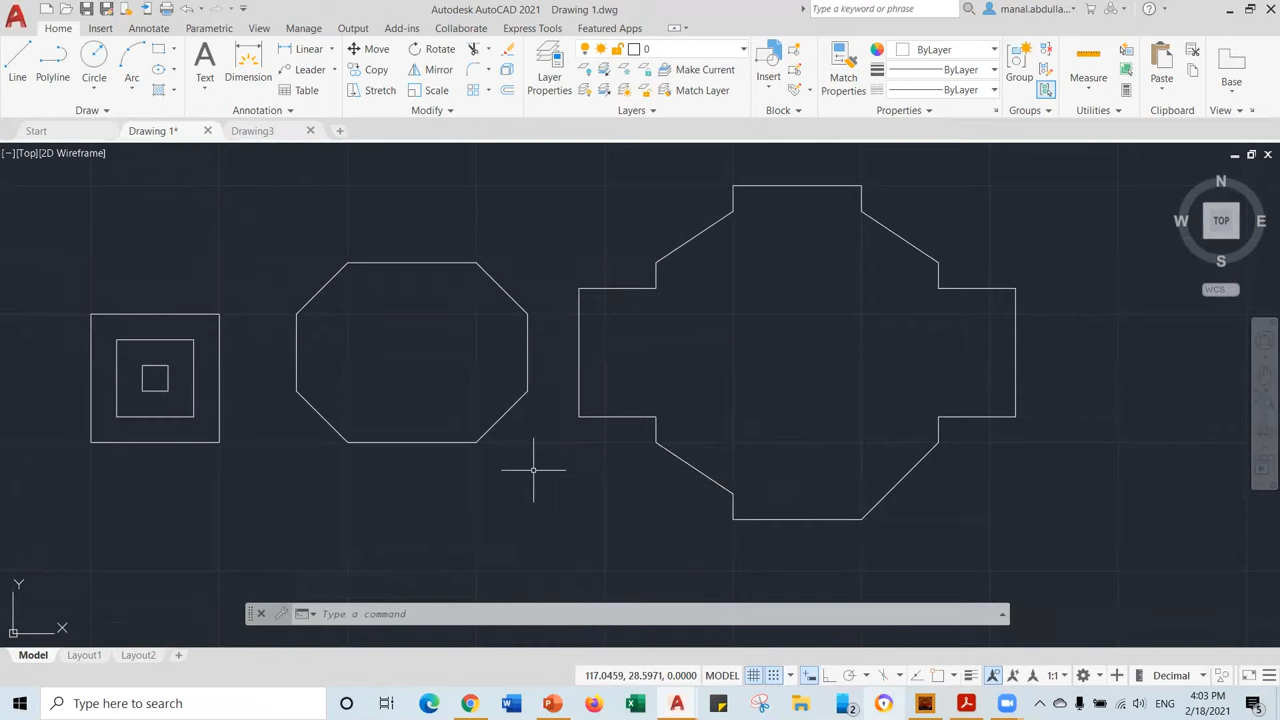 Autodesk AutoCAD 2021 Drawing 1.dwg
Type a keyword or phrase
manal.abdulla...
Home Insert Annotate Parametric View Manage Output Add-ins Collaborate Express Tools Featured Apps
Line Polyline Circle Arc
Draw
Text Dimension
Linear
Leader
Table
Annotation
Move Rotate
Copy Mirror
Stretch Scale
Modify
Layer Properties
0
Make Current
Match Layer
Layers
Insert
Block
Match Properties
ByLayer
ByLayer
ByLayer
Properties
Group
Groups
Measure
Utilities
Paste
Clipboard
Base
View
Start Drawing 1* Drawing3
[−][Top][2D Wireframe]
N
W TOP E
S
WCS
Y
X
Type a command
Model Layout1 Layout2
117.0459, 28.5971, 0.0000 MODEL 1:1 Decimal
Type here to search
2
ENG
4:03 PM
2/18/2021
5